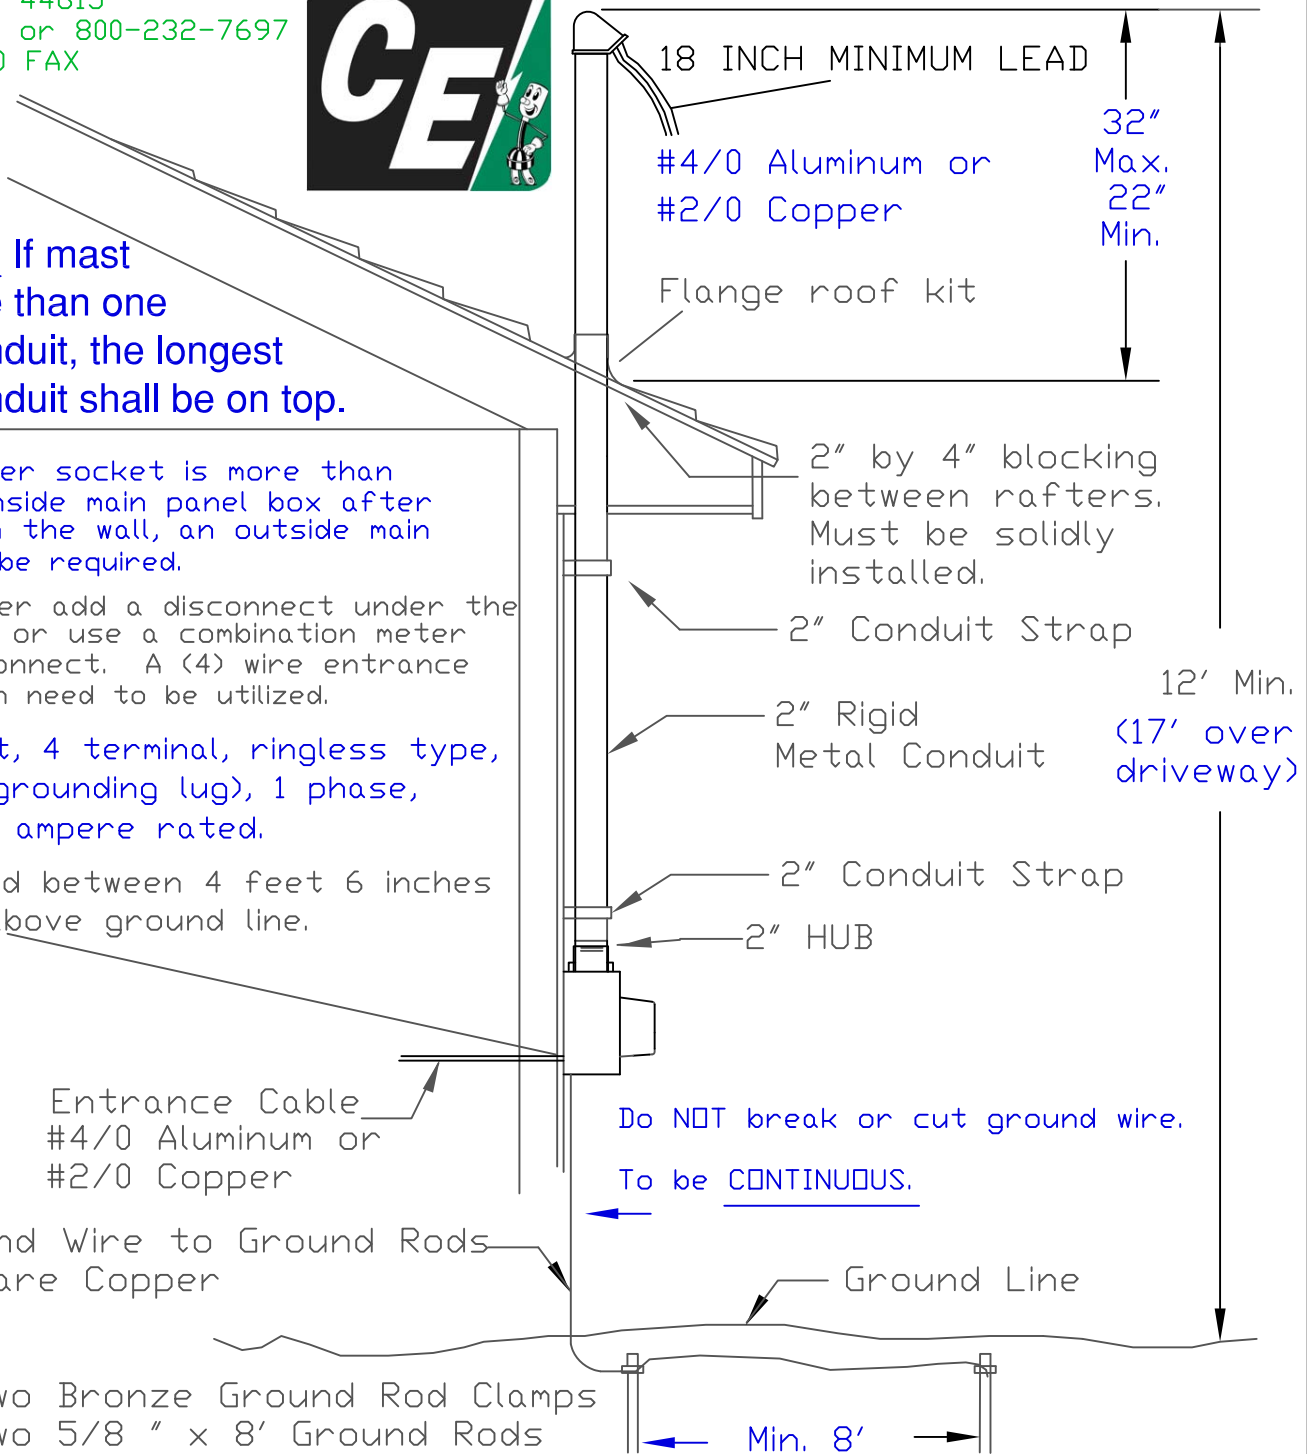 44615
or 800-232-7697
FAX
CE
18 INCH MINIMUM LEAD
#4/0 Aluminum or
#2/0 Copper
32"
Max.
22"
Min.
If mast
than one
nduit, the longest
nduit shall be on top.
Flange roof kit
er socket is more than
nside main panel box after
n the wall, an outside main
be required.
er add a disconnect under the
or use a combination meter
onnect. A (4) wire entrance
n need to be utilized.
t, 4 terminal, ringless type,
grounding lug), 1 phase,
ampere rated.
d between 4 feet 6 inches
above ground line.
2" by 4" blocking
between rafters.
Must be solidly
installed.
2" Conduit Strap
2" Rigid
Metal Conduit
12' Min.
(17' over
driveway)
2" Conduit Strap
2" HUB
Entrance Cable
#4/0 Aluminum or
#2/0 Copper
Do NOT break or cut ground wire.
To be CONTINUOUS.
nd Wire to Ground Rods
are Copper
Ground Line
wo Bronze Ground Rod Clamps
wo 5/8 " x 8' Ground Rods
Min. 8'